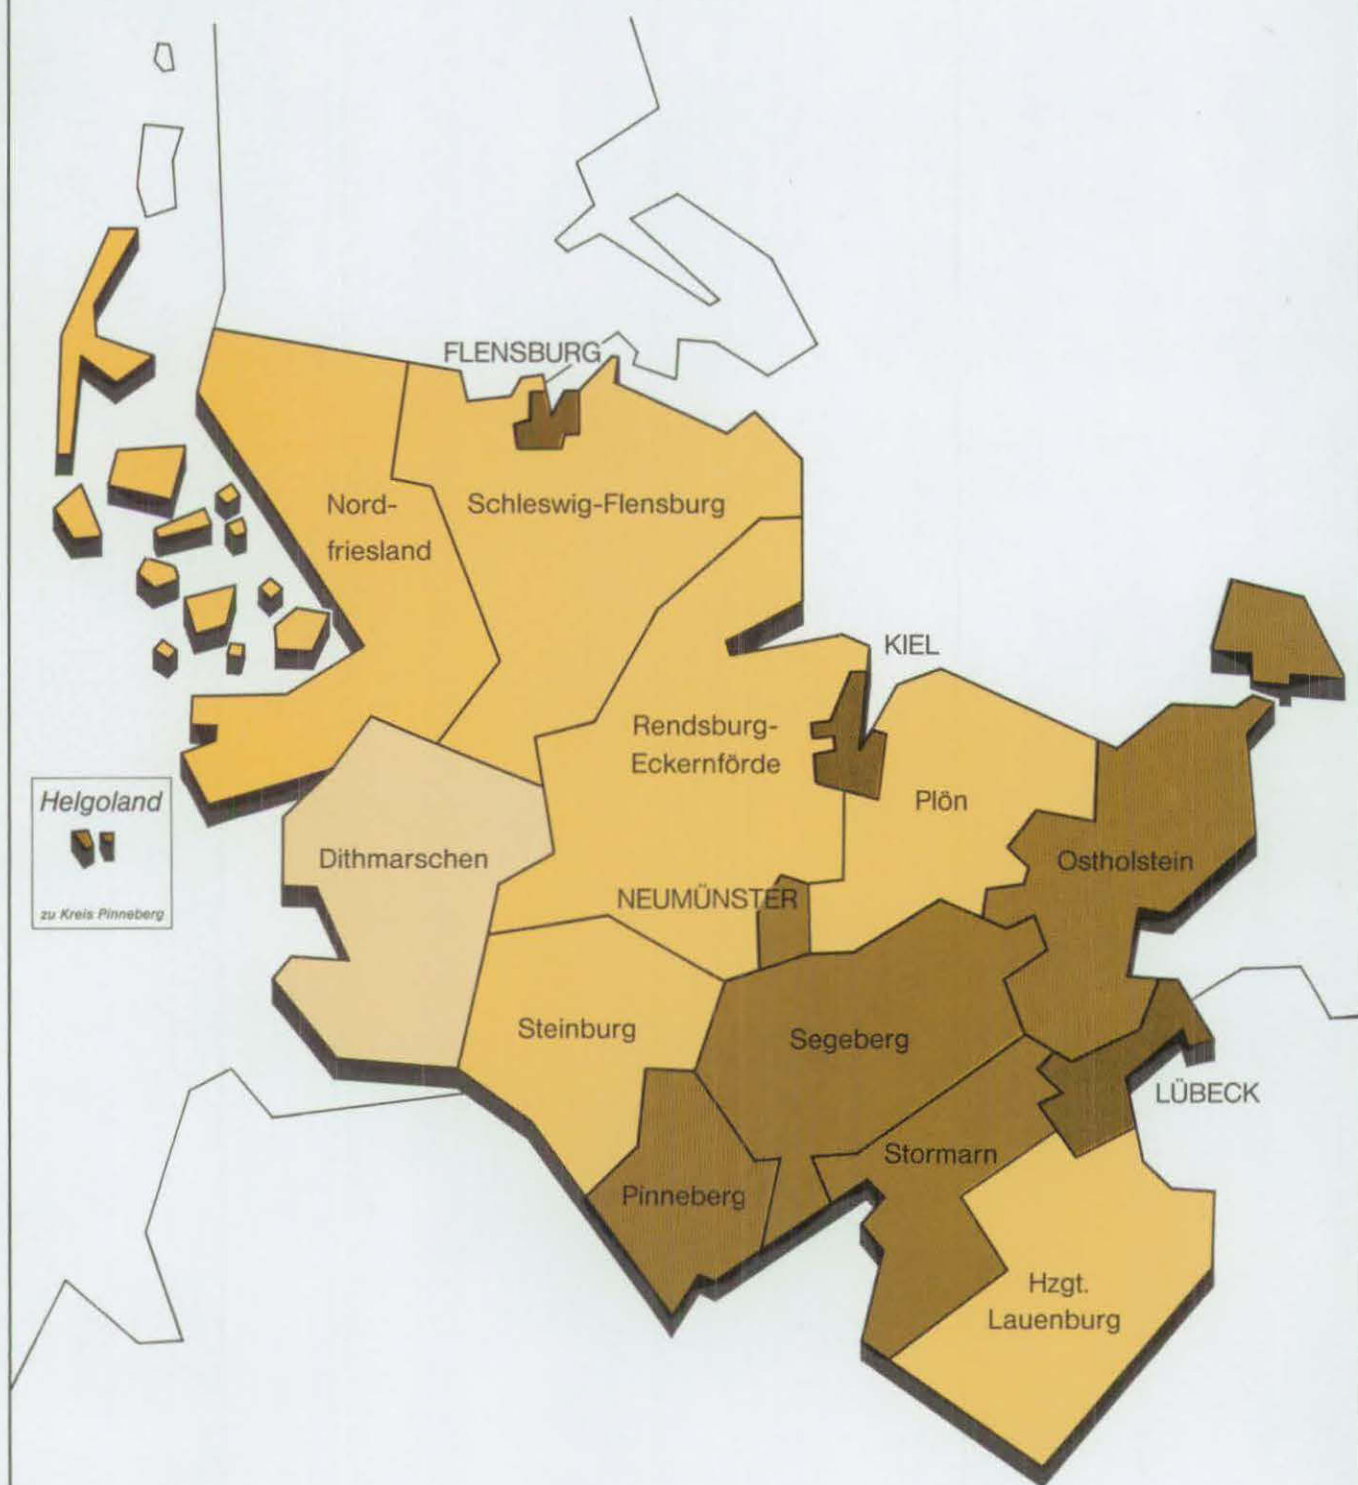 FLENSBURG
Nord-
friesland
Schleswig-Flensburg
KIEL
Rendsburg-
Eckernförde
Plön
Helgoland
zu Kreis Pinneberg
Dithmarschen
Ostholstein
NEUMÜNSTER
Steinburg
Segeberg
LÜBECK
Stormarn
Pinneberg
Hzgt.
Lauenburg